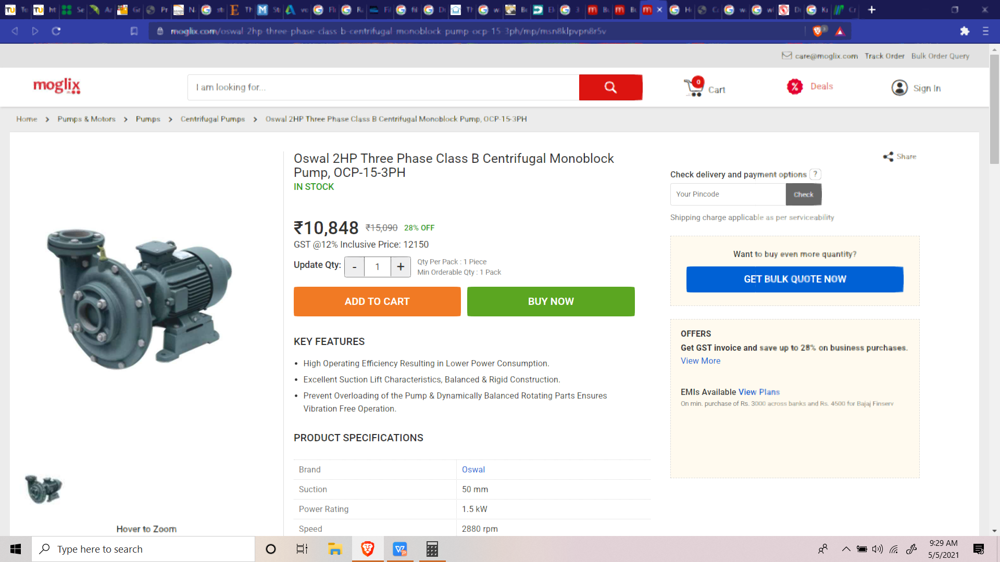 moglix.com/oswal-2hp-three-phase-class-b-centrifugal-monoblock-pump-ocp-15-3ph/mp/msn8klpvpn8r5v
care@moglix.com Track Order Bulk Order Query
moglix
I am looking for...
0
Cart
Deals
Sign In
Home > Pumps & Motors > Pumps > Centrifugal Pumps > Oswal 2HP Three Phase Class B Centrifugal Monoblock Pump, OCP-15-3PH
Oswal 2HP Three Phase Class B Centrifugal Monoblock
Pump, OCP-15-3PH
IN STOCK
₹10,848 ₹15,090 28% OFF
GST @12% Inclusive Price: 12150
Update Qty: - 1 +
Qty Per Pack : 1 Piece
Min Orderable Qty : 1 Pack
ADD TO CART
BUY NOW
KEY FEATURES
• High Operating Efficiency Resulting in Lower Power Consumption.
• Excellent Suction Lift Characteristics, Balanced & Rigid Construction.
• Prevent Overloading of the Pump & Dynamically Balanced Rotating Parts Ensures
Vibration Free Operation.
PRODUCT SPECIFICATIONS
Brand Oswal
Suction 50 mm
Power Rating 1.5 kW
Speed 2880 rpm
Hover to Zoom
Share
Check delivery and payment options ?
Your Pincode Check
Shipping charge applicable as per serviceability
Want to buy even more quantity?
GET BULK QUOTE NOW
OFFERS
Get GST invoice and save up to 28% on business purchases.
View More
EMIs Available View Plans
On min. purchase of Rs. 3000 across banks and Rs. 4500 for Bajaj Finserv
Type here to search
9:29 AM
5/5/2021